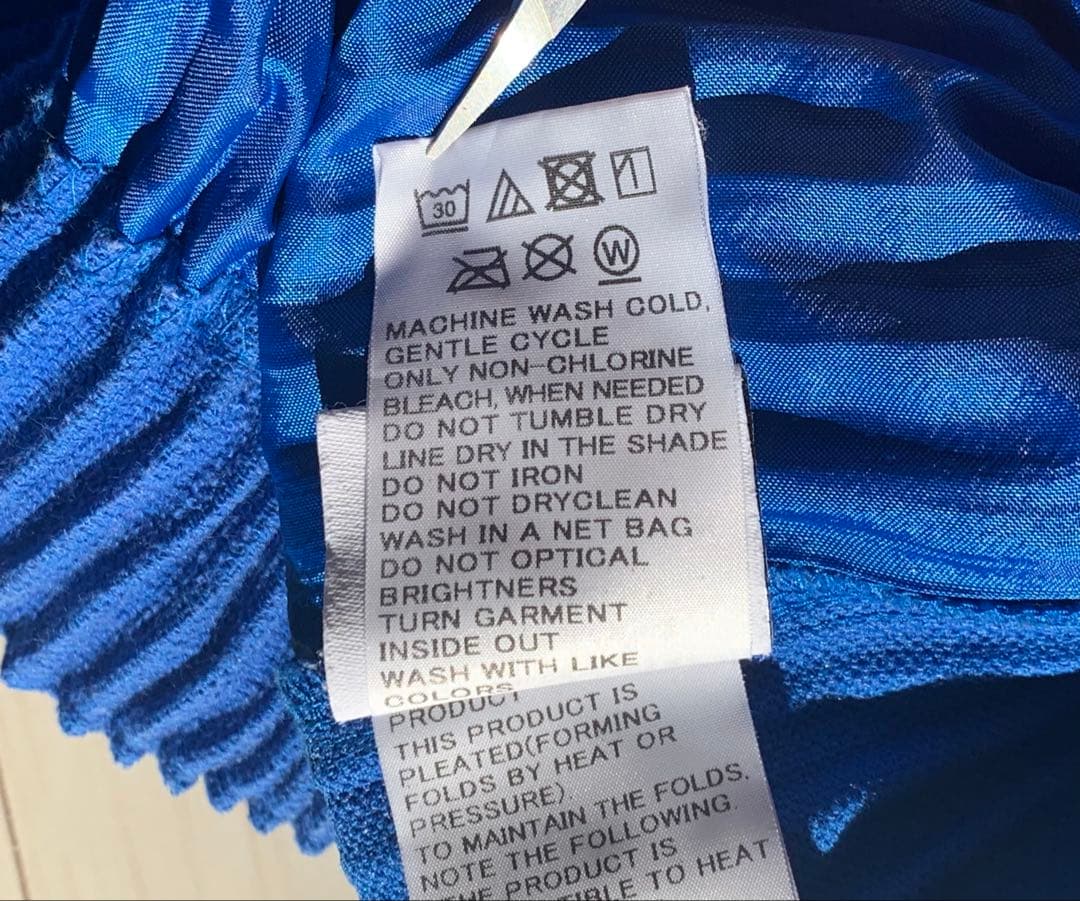 30
W
MACHINE WASH COLD,
GENTLE CYCLE
ONLY NON-CHLORINE
BLEACH, WHEN NEEDED
DO NOT TUMBLE DRY
LINE DRY IN THE SHADE
DO NOT IRON
DO NOT DRYCLEAN
WASH IN A NET BAG
DO NOT OPTICAL
BRIGHTNERS
TURN GARMENT
INSIDE OUT
WASH WITH LIKE
COLORS
PRODUCT
THIS PRODUCT IS
PLEATED(FORMING
FOLDS BY HEAT OR
PRESSURE).
TO MAINTAIN THE FOLDS,
NOTE THE FOLLOWING.
THE PRODUCT IS
TO HEAT